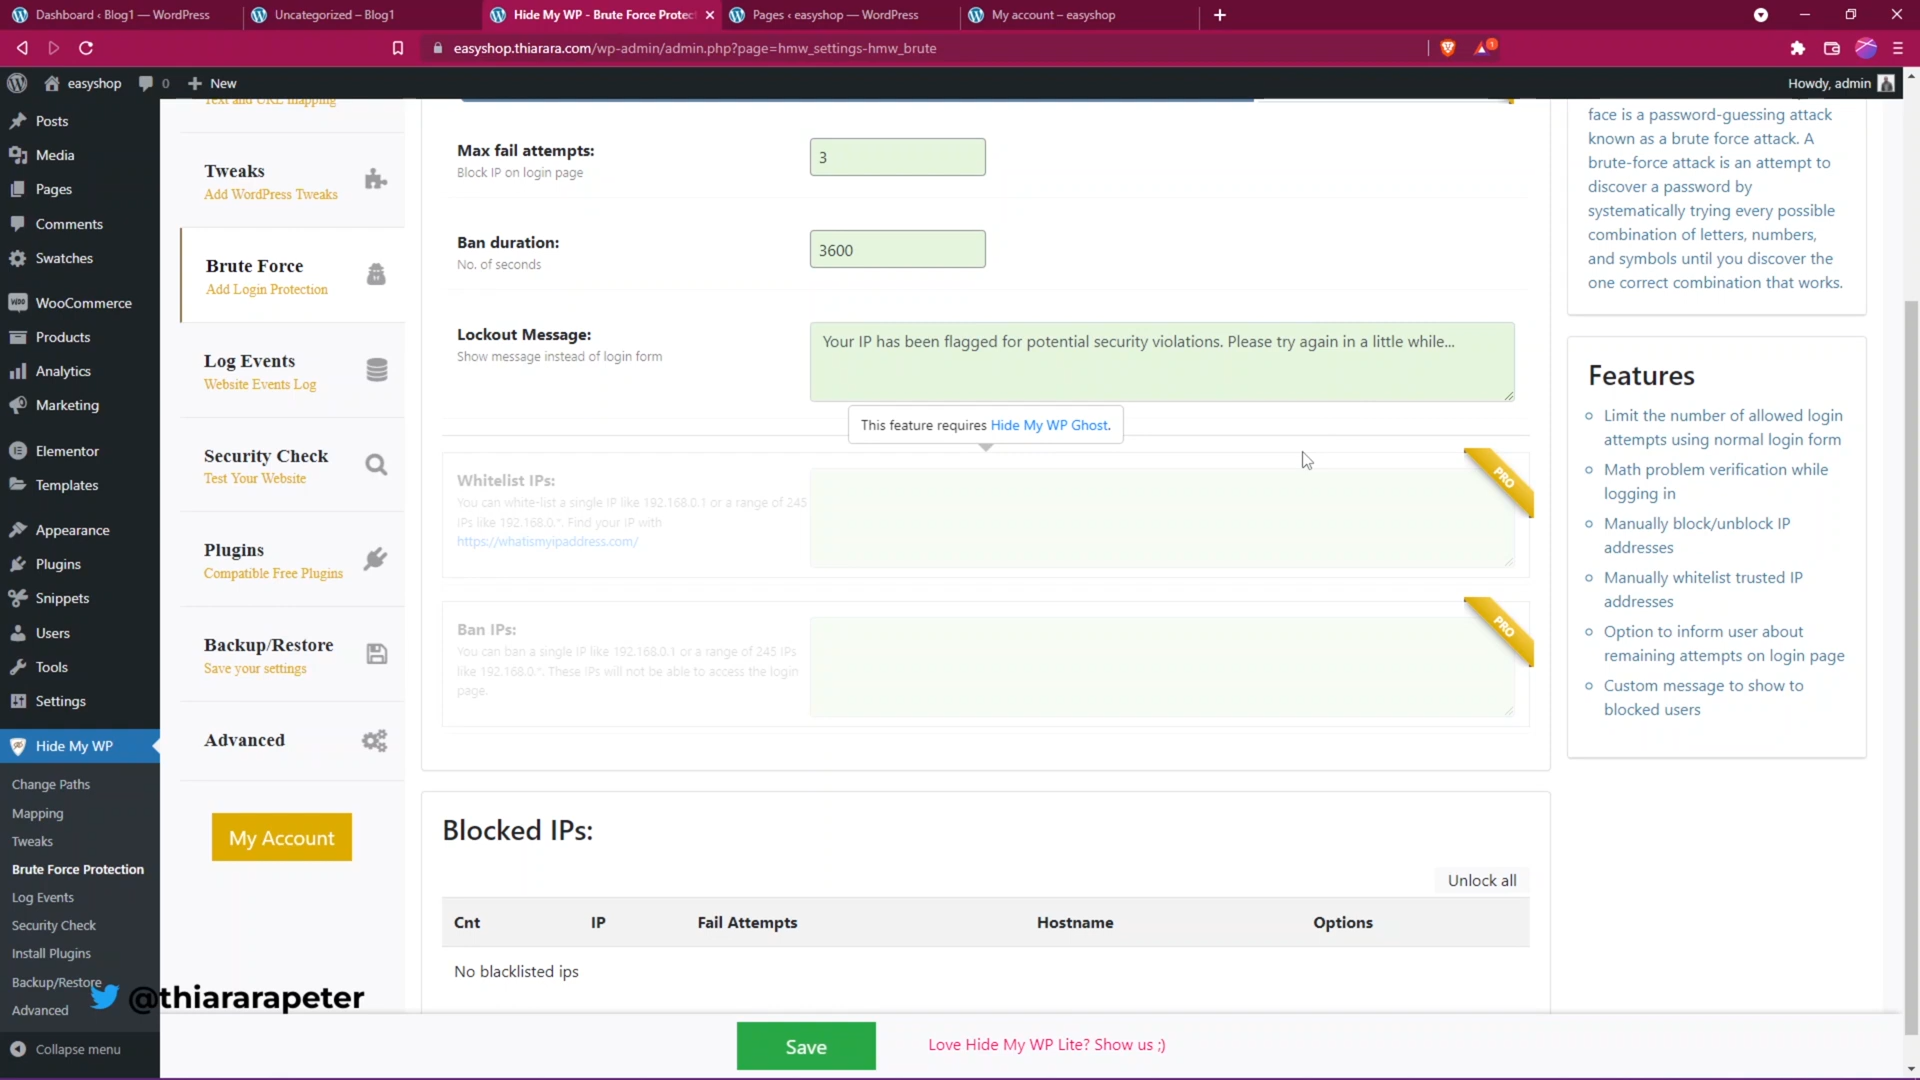 Dashboard ‹ Blog1 — WordPress
Uncategorized – Blog1
Hide My WP - Brute Force Protec
Pages ‹ easyshop — WordPress
My account – easyshop
easyshop.thiarara.com/wp-admin/admin.php?page=hmw_settings-hmw_brute
1
easyshop
0
New
Howdy, admin
Posts
Media
Pages
Comments
Swatches
WooCommerce
Products
Analytics
Marketing
Elementor
Templates
Appearance
Plugins
Snippets
Users
Tools
Settings
Hide My WP
Change Paths
Mapping
Tweaks
Brute Force Protection
Log Events
Security Check
Install Plugins
Backup/Restore
Advanced
Collapse menu
@thiararapeter
Text and URL mapping
Tweaks
Add WordPress Tweaks
Brute Force
Add Login Protection
Log Events
Website Events Log
Security Check
Test Your Website
Plugins
Compatible Free Plugins
Backup/Restore
Save your settings
Advanced
My Account
Max fail attempts:
Block IP on login page
3
Ban duration:
No. of seconds
3600
Lockout Message:
Show message instead of login form
Your IP has been flagged for potential security violations. Please try again in a little while...
This feature requires Hide My WP Ghost.
Whitelist IPs:
You can white-list a single IP like 192.168.0.1 or a range of 245
IPs like 192.168.0.*. Find your IP with
https://whatismyipaddress.com/
PRO
Ban IPs:
You can ban a single IP like 192.168.0.1 or a range of 245 IPs
like 192.168.0.*. These IPs will not be able to access the login
page.
PRO
Blocked IPs:
Unlock all
Cnt IP Fail Attempts Hostname Options
No blacklisted ips
Save
Love Hide My WP Lite? Show us ;)
face is a password-guessing attack
known as a brute force attack. A
brute-force attack is an attempt to
discover a password by
systematically trying every possible
combination of letters, numbers,
and symbols until you discover the
one correct combination that works.
Features
Limit the number of allowed login
attempts using normal login form
Math problem verification while
logging in
Manually block/unblock IP
addresses
Manually whitelist trusted IP
addresses
Option to inform user about
remaining attempts on login page
Custom message to show to
blocked users